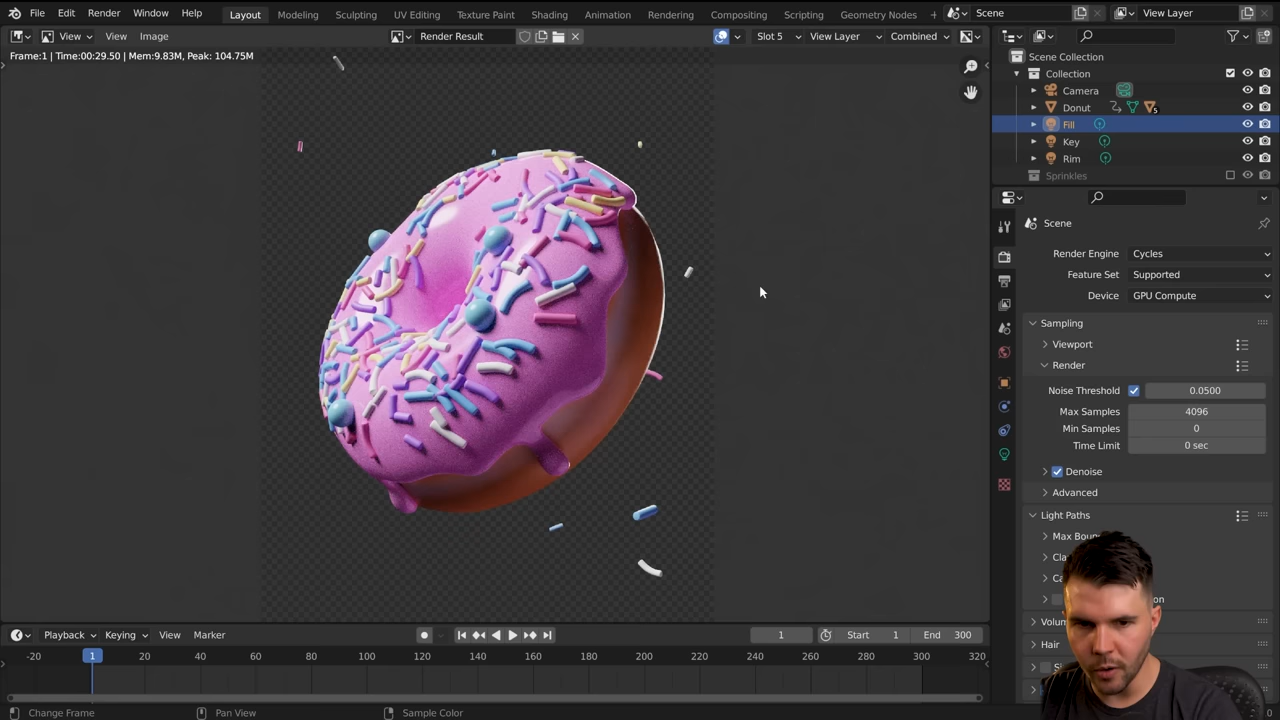 File Edit Render Window Help Layout Modeling Sculpting UV Editing Texture Paint Shading Animation Rendering Compositing Scripting Geometry Nodes + Scene View Layer
View View Image Render Result Slot 5 View Layer Combined
Frame:1 | Time:00:29.50 | Mem:9.83M, Peak: 104.75M
Scene Collection
Collection
Camera
Donut 5
Fill
Key
Rim
Sprinkles
Scene
Render Engine Cycles
Feature Set Supported
Device GPU Compute
Sampling
Viewport
Render
Noise Threshold 0.0500
Max Samples 4096
Min Samples 0
Time Limit 0 sec
Denoise
Advanced
Light Paths
Max Bou
Hair
Playback Keying View Marker 1 Start 1 End 300
-20 1 20 40 60 80 100 120 140 160 180 200 220 240 260 280 300 320
Change Frame Pan View Sample Color